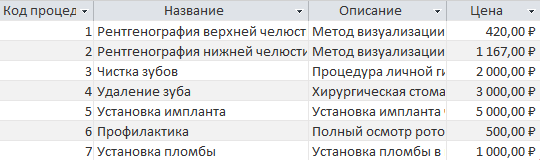 Код процед Название Описание Цена
1 Рентгенография верхней челюст Метод визуализации 420,00 ₽
2 Рентгенография нижней челюсти Метод визуализации 1 167,00 ₽
3 Чистка зубов Процедура личной ги 2 000,00 ₽
4 Удаление зуба Хирургическая стома 3 000,00 ₽
5 Установка импланта Установка импланта 5 000,00 ₽
6 Профилактика Полный осмотр рото 500,00 ₽
7 Установка пломбы Установка пломбы в 1 000,00 ₽